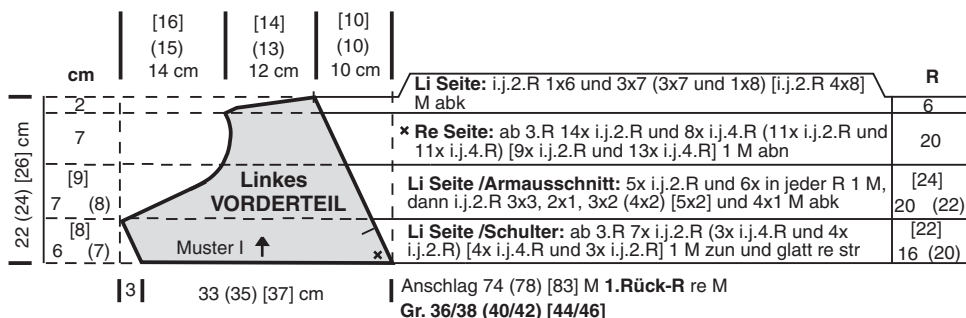 [16] [14] [10]
(15) (13) (10)
cm 14 cm 12 cm 10 cm R
Li Seite: i.j.2.R 1x6 und 3x7 (3x7 und 1x8) [i.j.2.R 4x8]
2 M abk 6
7 × Re Seite: ab 3.R 14x i.j.2.R und 8x i.j.4.R (11x i.j.2.R und 20
11x i.j.4.R) [9x i.j.2.R und 13x i.j.4.R] 1 M abn
22 (24) [26] cm
[9] Linkes Li Seite /Armausschnitt: 5x i.j.2.R und 6x in jeder R 1 M, [24]
7 (8) VORDERTEIL dann i.j.2.R 3x3, 2x1, 3x2 (4x2) [5x2] und 4x1 M abk 20 (22)
[8] Li Seite /Schulter: ab 3.R 7x i.j.2.R (3x i.j.4.R und 4x [22]
6 (7) Muster I × i.j.2.R) [4x i.j.4.R und 3x i.j.2.R] 1 M zun und glatt re str 16 (20)
3 33 (35) [37] cm Anschlag 74 (78) [83] M 1.Rück-R re M
Gr. 36/38 (40/42) [44/46]